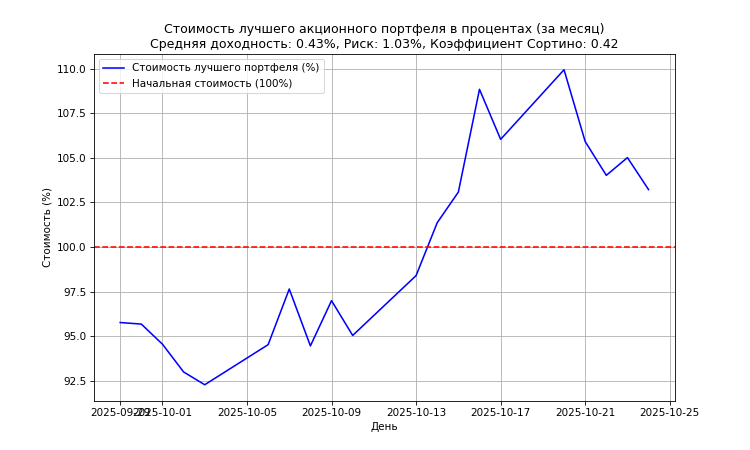 Стоимость лучшего акционного портфеля в процентах (за месяц)
Средняя доходность: 0.43%, Риск: 1.03%, Коэффициент Сортино: 0.42
Стоимость лучшего портфеля (%)
Начальная стоимость (100%)
Стоимость (%)
110.0
107.5
105.0
102.5
100.0
97.5
95.0
92.5
2025-09-29 2025-10-01 2025-10-05 2025-10-09 2025-10-13 2025-10-17 2025-10-21 2025-10-25
День